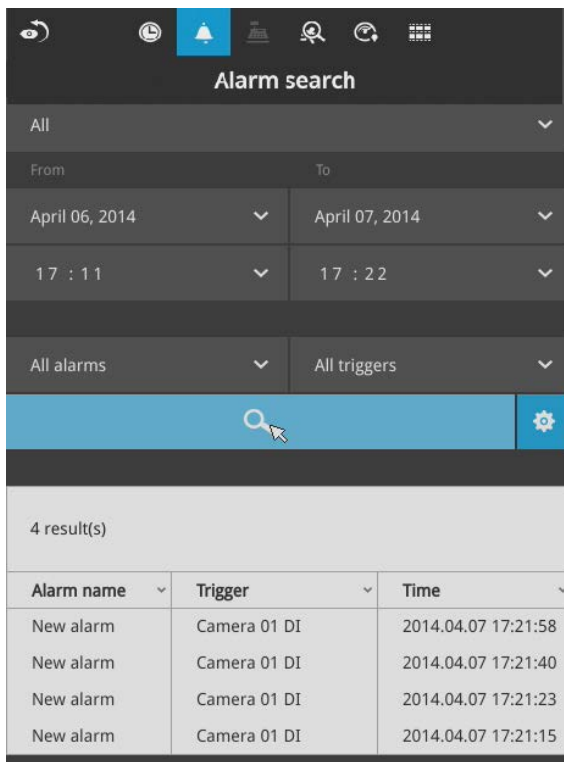 Alarm search
All
From To
April 06, 2014 April 07, 2014
17 : 11 17 : 22
All alarms All triggers
4 result(s)
Alarm name Trigger Time
New alarm Camera 01 DI 2014.04.07 17:21:58
New alarm Camera 01 DI 2014.04.07 17:21:40
New alarm Camera 01 DI 2014.04.07 17:21:23
New alarm Camera 01 DI 2014.04.07 17:21:15